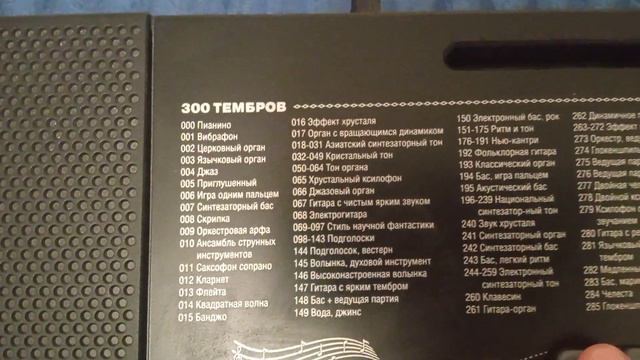 300 ТЕМБРОВ
000 Пианино
001 Вибрафон
002 Церковный орган
003 Язычковый орган
004 Джаз
005 Приглушенный
006 Игра одним пальцем
007 Синтезаторный бас
008 Скрипка
009 Оркестровая арфа
010 Ансамбль струнных
инструментов
011 Саксофон сопрано
012 Кларнет
013 Флейта
014 Квадратная волна
015 Банджо
016 Эффект хрусталя
017 Орган с вращающимся динамиком
018-031 Азиатский синтезаторный тон
032-049 Кристальный тон
050-064 Тон органа
065 Хрустальный ксилофон
066 Джазовый орган
067 Гитара с чистым ярким звуком
068 Электрогитара
069-097 Стиль научной фантастики
098-143 Подголоски
144 Подголосок, вестерн
145 Волынка, духовой инструмент
146 Высоконастроенная волынка
147 Гитара с ярким тембром
148 Бас + ведущая партия
149 Вода, джинс
150 Электронный бас, рок
151-175 Ритм и тон
176-191 Нью-кантри
192 Фольклорная гитара
193 Классический орган
194 Бас, игра пальцем
195 Акустический бас
196-239 Национальный
синтезатор-ный тон
240 Звук хрусталя
241 Синтезаторный орган
242 Синтезаторный бас
243 Бас, легкий ритм
244-259 Электронный
синтезаторный тон
260 Клавесин
261 Гитара-орган
262 Динамичное
263-272 Эффект
273 Оркестр,
274
275 Ведущая
276 Ведущая
277 Двойная
278 Двойная
279 Ксилофон
280 Гитара с
281 Язычковы
тембром
282 Медленн
283 Бас,
284 Челеста
285